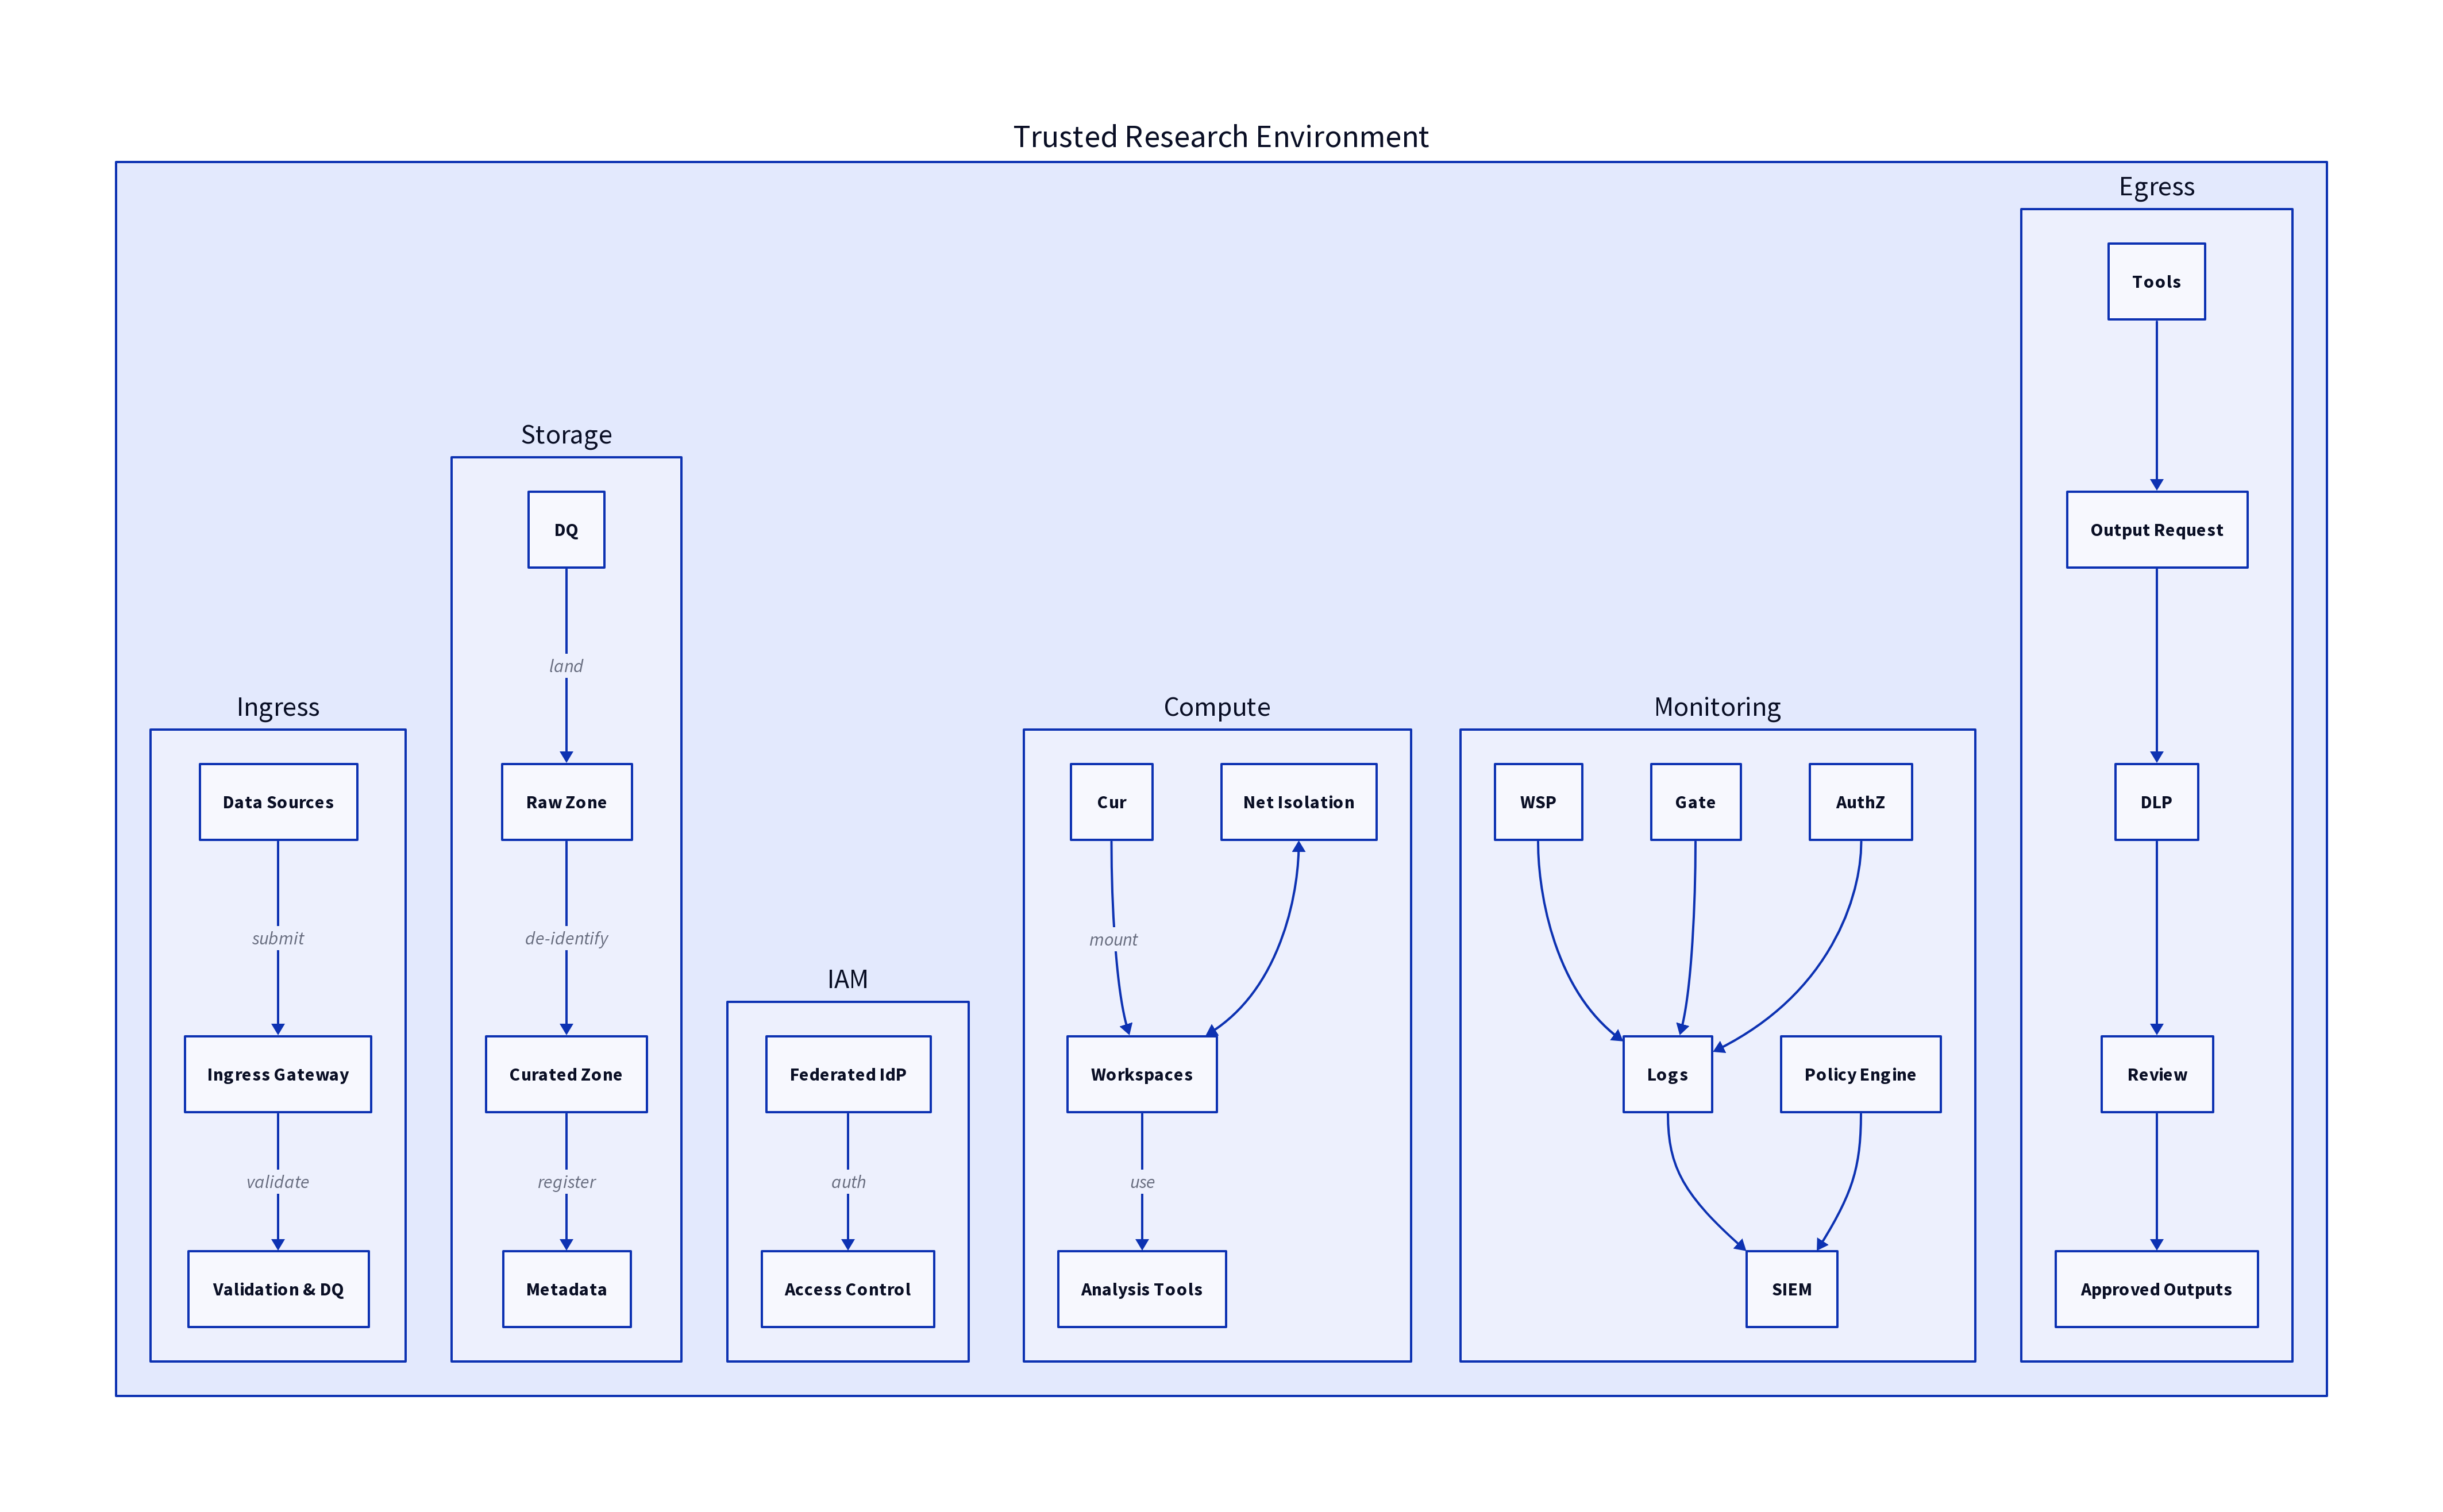 Trusted Research Environment
Ingress
Data Sources
submit
Ingress Gateway
validate
Validation & DQ
Storage
DQ
land
Raw Zone
de-identify
Curated Zone
register
Metadata
IAM
Federated IdP
auth
Access Control
Compute
Cur
Net Isolation
mount
Workspaces
use
Analysis Tools
Monitoring
WSP
Gate
AuthZ
Logs
Policy Engine
SIEM
Egress
Tools
Output Request
DLP
Review
Approved Outputs